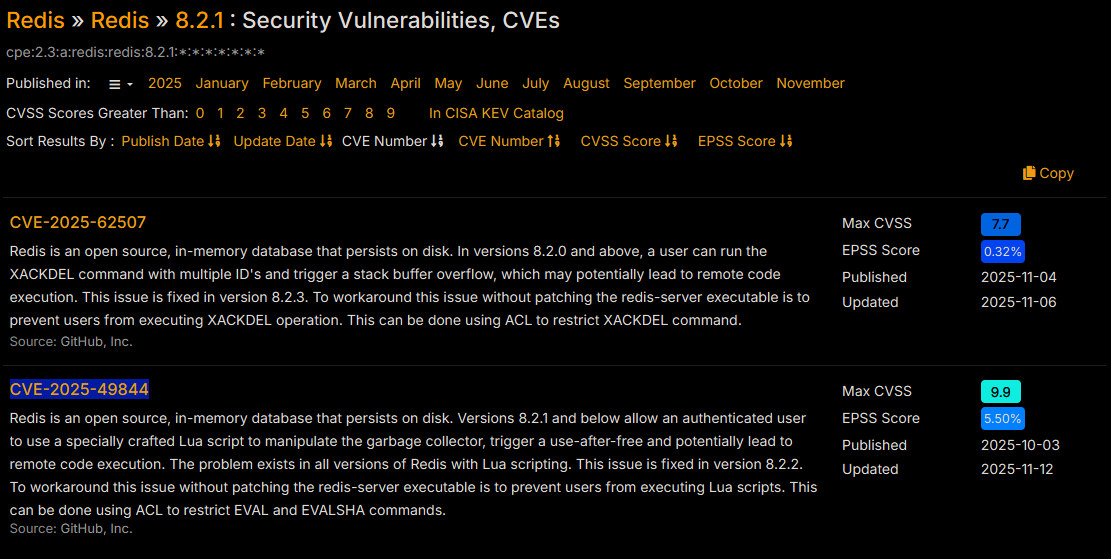 Redis » Redis » 8.2.1 : Security Vulnerabilities, CVEs
cpe:2.3:a:redis:redis:8.2.1:*:*:*:*:*:*:*
Published in: 2025 January February March April May June July August September October November
CVSS Scores Greater Than: 0 1 2 3 4 5 6 7 8 9 In CISA KEV Catalog
Sort Results By : Publish Date Update Date CVE Number CVE Number CVSS Score EPSS Score
Copy
CVE-2025-62507
Redis is an open source, in-memory database that persists on disk. In versions 8.2.0 and above, a user can run the
XACKDEL command with multiple ID's and trigger a stack buffer overflow, which may potentially lead to remote code
execution. This issue is fixed in version 8.2.3. To workaround this issue without patching the redis-server executable is to
prevent users from executing XACKDEL operation. This can be done using ACL to restrict XACKDEL command.
Source: GitHub, Inc.
Max CVSS 7.7
EPSS Score 0.32%
Published 2025-11-04
Updated 2025-11-06
CVE-2025-49844
Redis is an open source, in-memory database that persists on disk. Versions 8.2.1 and below allow an authenticated user
to use a specially crafted Lua script to manipulate the garbage collector, trigger a use-after-free and potentially lead to
remote code execution. The problem exists in all versions of Redis with Lua scripting. This issue is fixed in version 8.2.2.
To workaround this issue without patching the redis-server executable is to prevent users from executing Lua scripts. This
can be done using ACL to restrict EVAL and EVALSHA commands.
Source: GitHub, Inc.
Max CVSS 9.9
EPSS Score 5.50%
Published 2025-10-03
Updated 2025-11-12